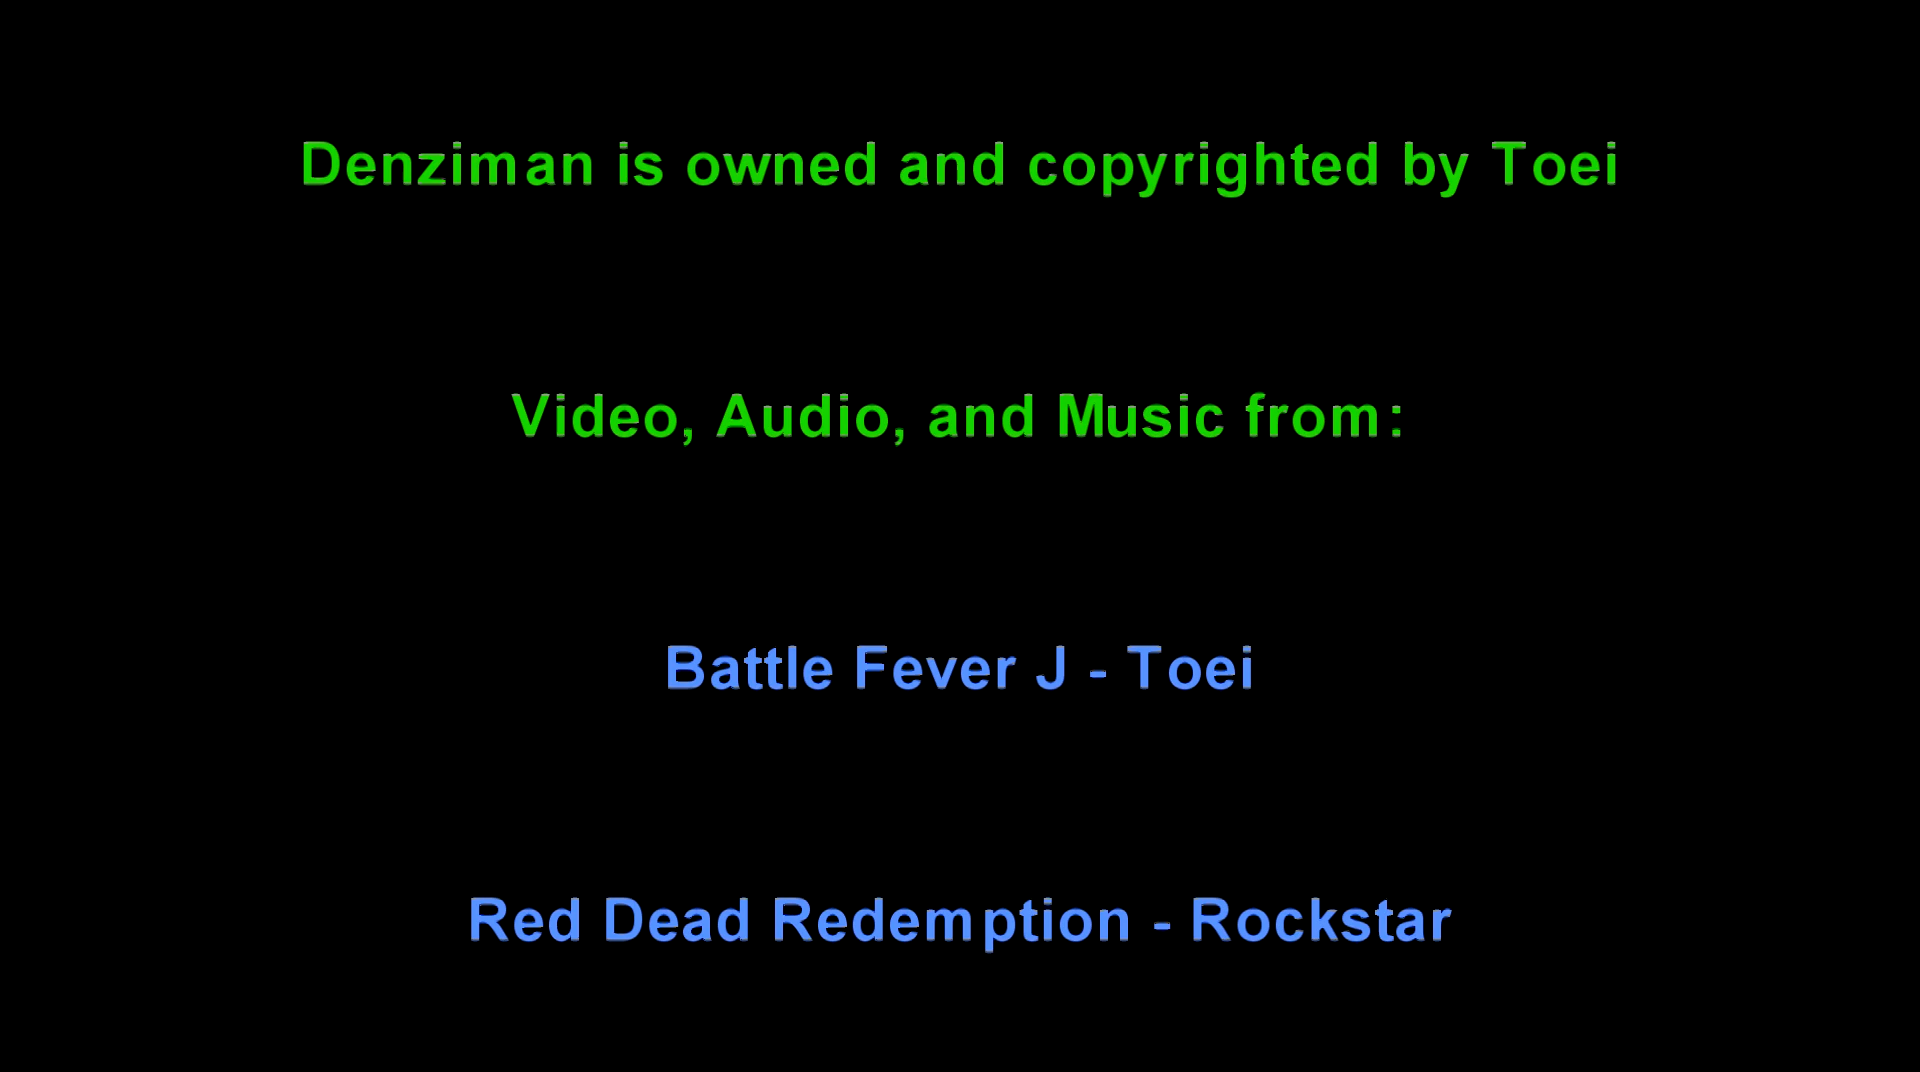 Denziman is owned and copyrighted by Toei
Video, Audio, and Music from:
Battle Fever J - Toei
Red Dead Redemption - Rockstar